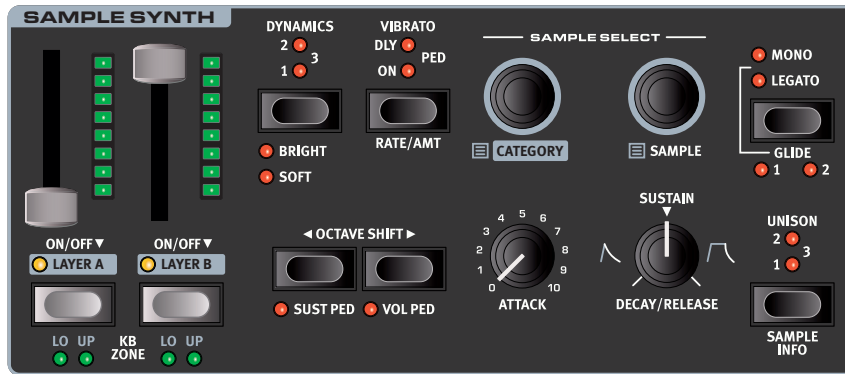 SAMPLE SYNTH
DYNAMICS
2
3
1
BRIGHT
SOFT
VIBRATO
DLY
PED
ON
RATE/AMT
SAMPLE SELECT
CATEGORY
SAMPLE
MONO
LEGATO
GLIDE
1 2
ON/OFF ▼
LAYER A
ON/OFF ▼
LAYER B
LO UP
KB
ZONE
LO UP
◄ OCTAVE SHIFT ►
SUST PED
VOL PED
0 1 2 3 4 5 6 7 8 9 10
ATTACK
SUSTAIN
▼
DECAY/RELEASE
UNISON
2
3
1
SAMPLE
INFO